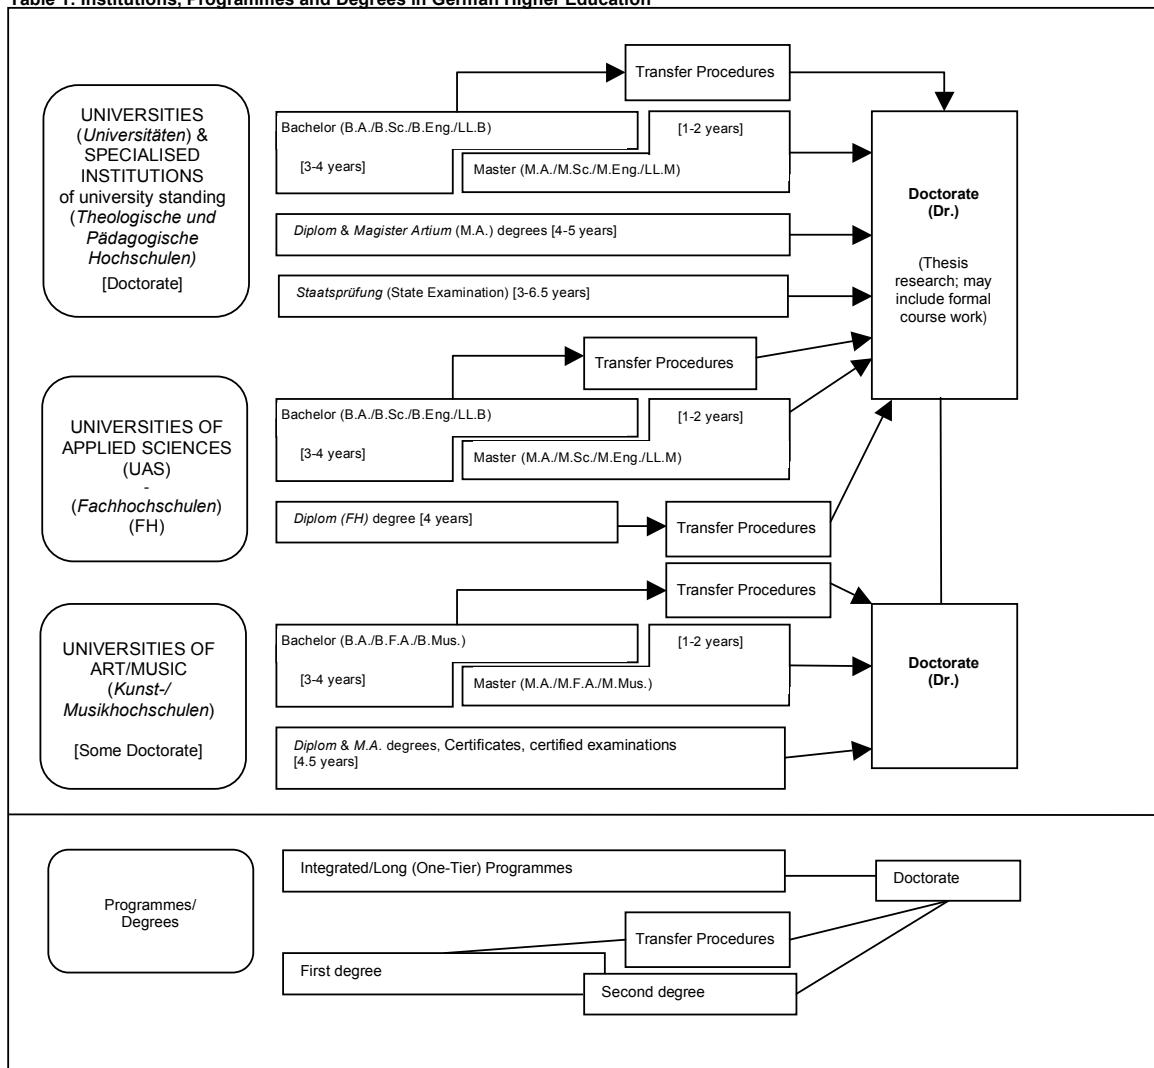 Table 1: Institutions, Programmes and Degrees in German Higher Education
Transfer Procedures
UNIVERSITIES
(Universitäten) &
SPECIALISED
INSTITUTIONS
of university standing
(Theologische und
Pädagogische
Hochschulen)
[Doctorate]
Bachelor (B.A./B.Sc./B.Eng./LL.B)
[3-4 years]
[1-2 years]
Master (M.A./M.Sc./M.Eng./LL.M)
Diplom & Magister Artium (M.A.) degrees [4-5 years]
Staatsprüfung (State Examination) [3-6.5 years]
Doctorate
(Dr.)
(Thesis
research; may
include formal
course work)
Transfer Procedures
UNIVERSITIES OF
APPLIED SCIENCES
(UAS)
-
(Fachhochschulen)
(FH)
Bachelor (B.A./B.Sc./B.Eng./LL.B)
[3-4 years]
[1-2 years]
Master (M.A./M.Sc./M.Eng./LL.M)
Diplom (FH) degree [4 years]
Transfer Procedures
Transfer Procedures
UNIVERSITIES OF
ART/MUSIC
(Kunst-/
Musikhochschulen)
[Some Doctorate]
Bachelor (B.A./B.F.A./B.Mus.)
[3-4 years]
[1-2 years]
Master (M.A./M.F.A./M.Mus.)
Diplom & M.A. degrees, Certificates, certified examinations
[4.5 years]
Doctorate
(Dr.)
Programmes/
Degrees
Integrated/Long (One-Tier) Programmes
Doctorate
Transfer Procedures
First degree
Second degree